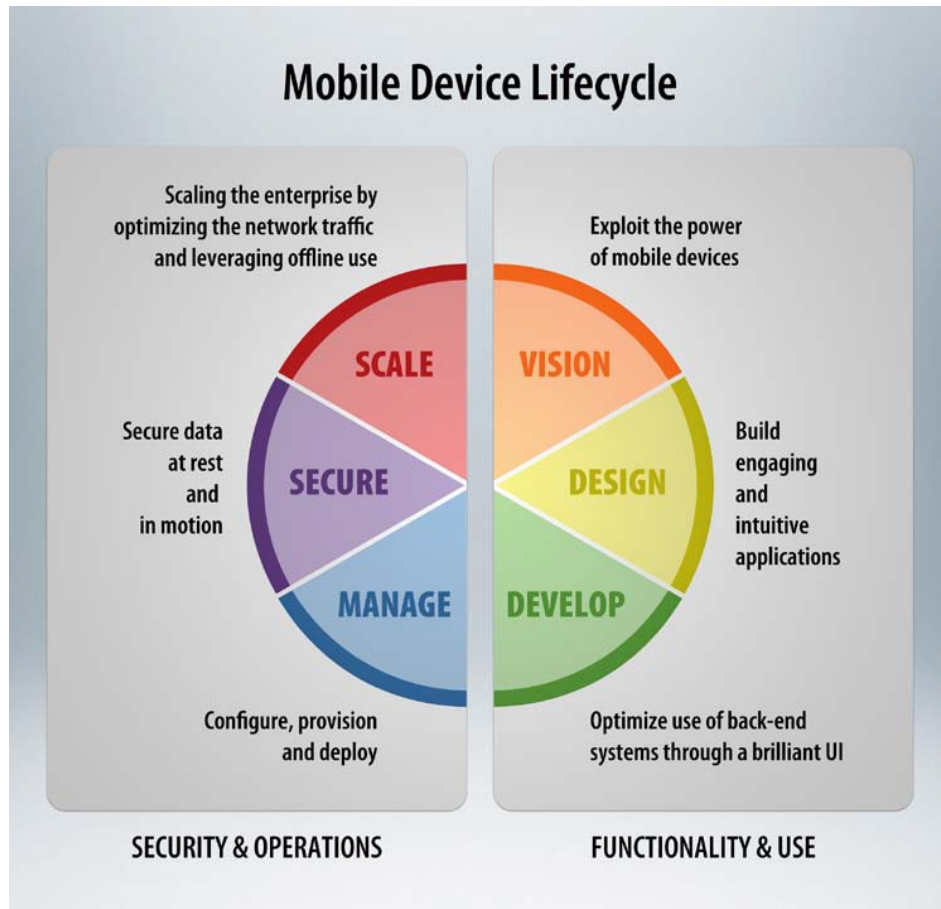 Mobile Device Lifecycle
Scaling the enterprise by
optimizing the network traffic
and leveraging offline use
SCALE
Secure data
at rest
and
in motion
SECURE
MANAGE
Configure, provision
and deploy
SECURITY & OPERATIONS
Exploit the power
of mobile devices
VISION
DESIGN
Build
engaging
and
intuitive
applications
DEVELOP
Optimize use of back-end
systems through a brilliant UI
FUNCTIONALITY & USE